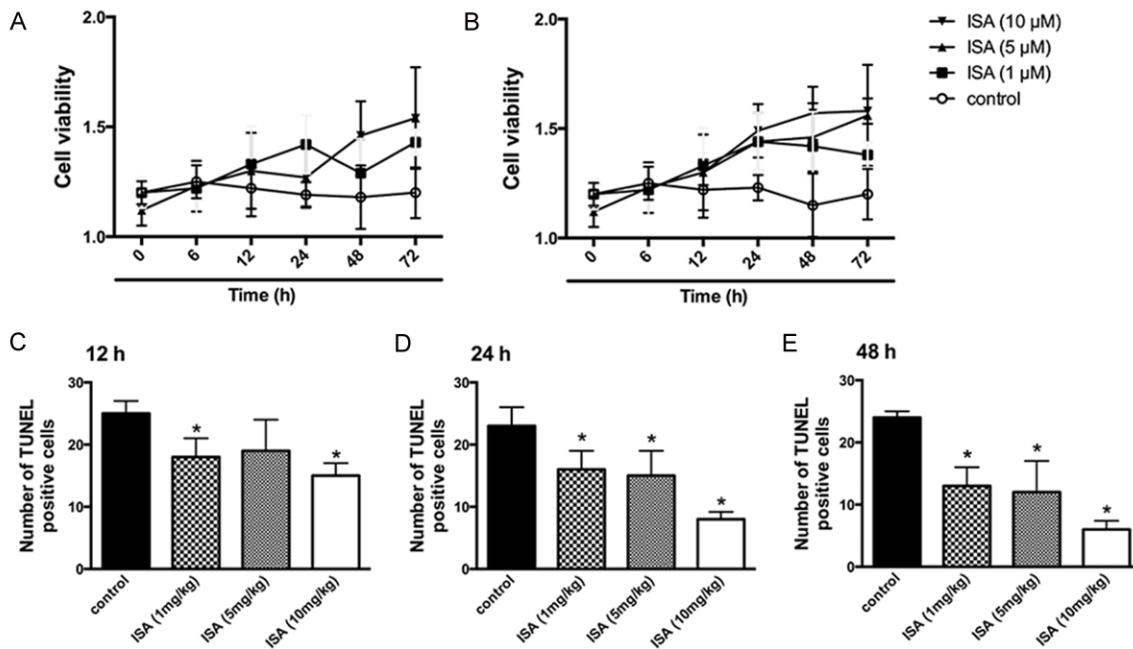 A
2.0
1.5
1.0
Cell viability
0
6
12
24
48
72
Time (h)
B
2.0
1.5
1.0
Cell viability
0
6
12
24
48
72
Time (h)
ISA (10 µM)
ISA (5 µM)
ISA (1 µM)
control
C
12 h
Number of TUNEL
positive cells
30
20
10
0
*
*
control
ISA (1mg/kg)
ISA (5mg/kg)
ISA (10mg/kg)
D
24 h
Number of TUNEL
positive cells
30
20
10
0
*
*
*
control
ISA (1mg/kg)
ISA (5mg/kg)
ISA (10mg/kg)
E
48 h
Number of TUNEL
positive cells
30
20
10
0
*
*
*
control
ISA (1mg/kg)
ISA (5mg/kg)
ISA (10mg/kg)